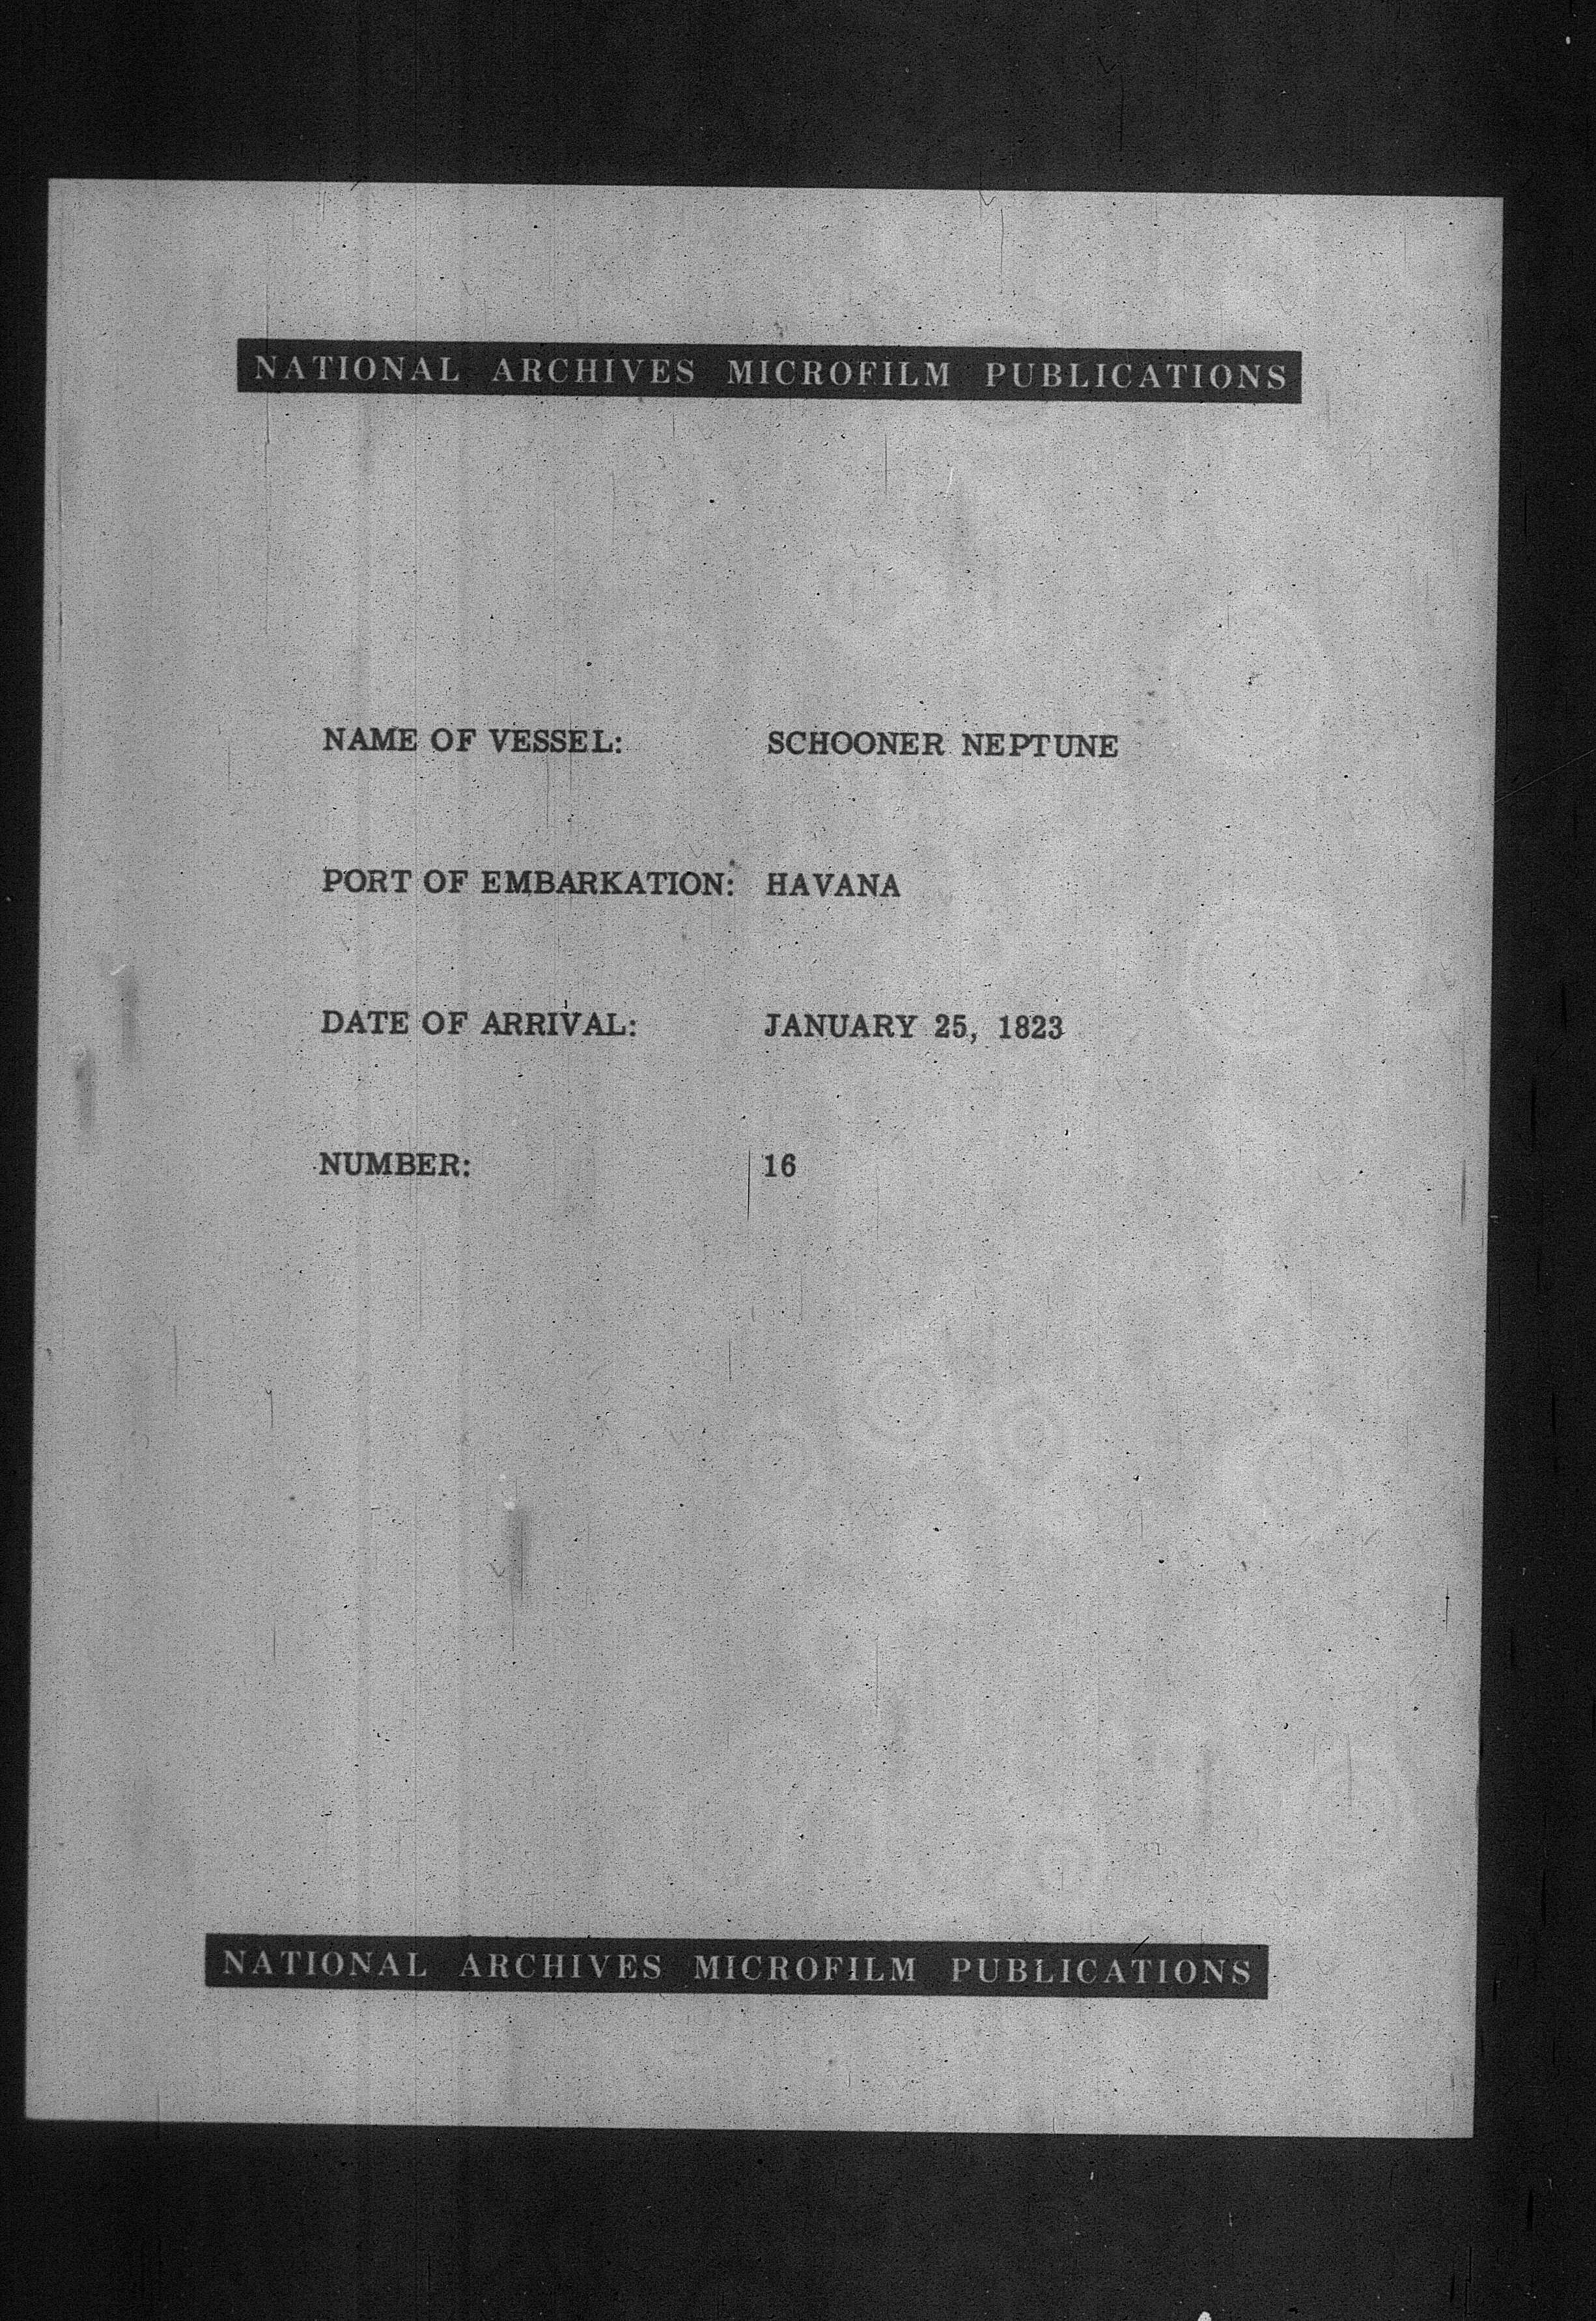 NATIONAL ARCHIVES MICROFILM PUBLICATIONS
NAME OF VESSEL: SCHOONER NEPTUNE
PORT OF EMBARKATION: HAVANA
DATE OF ARRIVAL: JANUARY 25, 1823
NUMBER: 16
NATIONAL ARCHIVES MICROFILM PUBLICATIONS